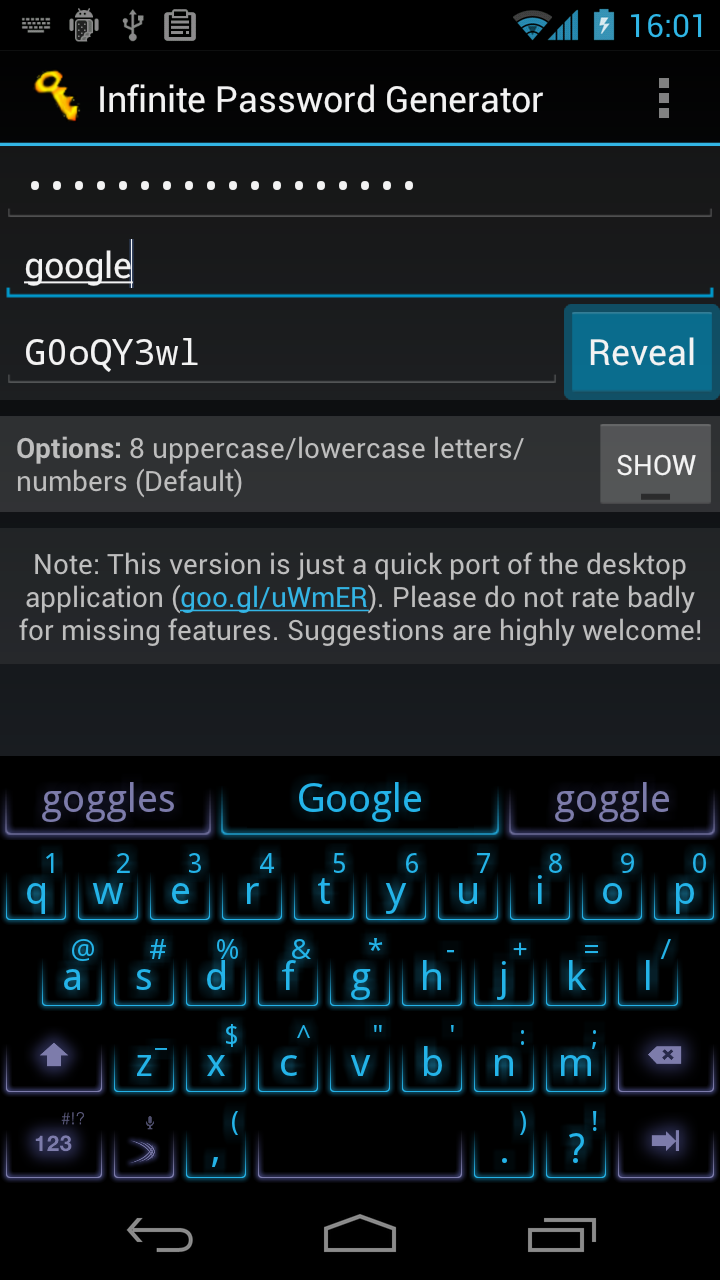 16:01
Infinite Password Generator
••••••••••••••••••
google
G0oQY3wl
Reveal
Options: 8 uppercase/lowercase letters/
numbers (Default)
SHOW
Note: This version is just a quick port of the desktop
application (goo.gl/uWmER). Please do not rate badly
for missing features. Suggestions are highly welcome!
goggles Google goggle
1 2 3 4 5 6 7 8 9 0
q w e r t y u i o p
@ # % & * - + = /
a s d f g h j k l
_ $ ^ " ' : ;
z x c v b n m
#!? ( ) !
123 , . ?